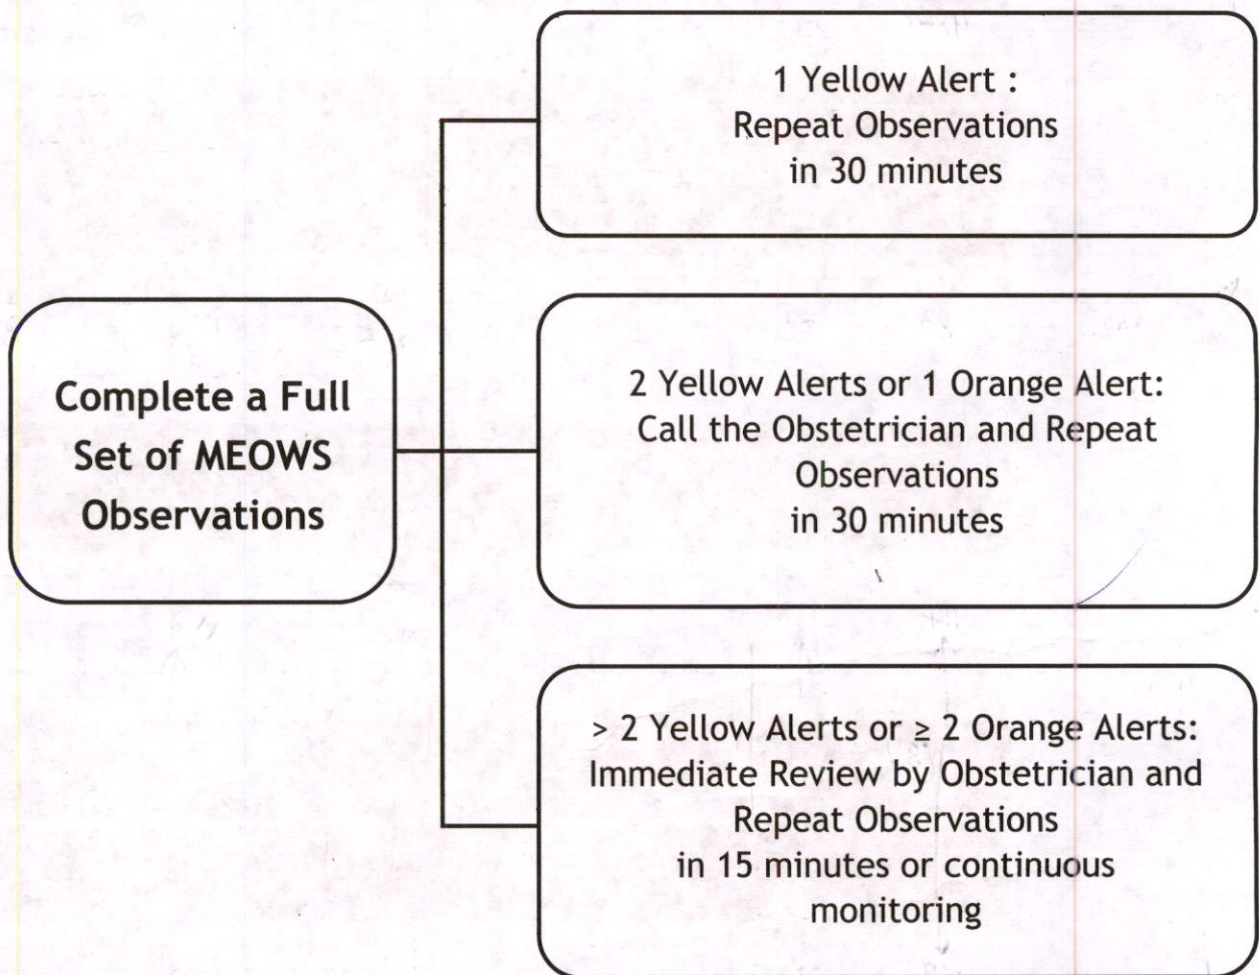 Complete a Full
Set of MEOWS
Observations
1 Yellow Alert :
Repeat Observations
in 30 minutes
2 Yellow Alerts or 1 Orange Alert:
Call the Obstetrician and Repeat
Observations
in 30 minutes
> 2 Yellow Alerts or ≥ 2 Orange Alerts:
Immediate Review by Obstetrician and
Repeat Observations
in 15 minutes or continuous
monitoring